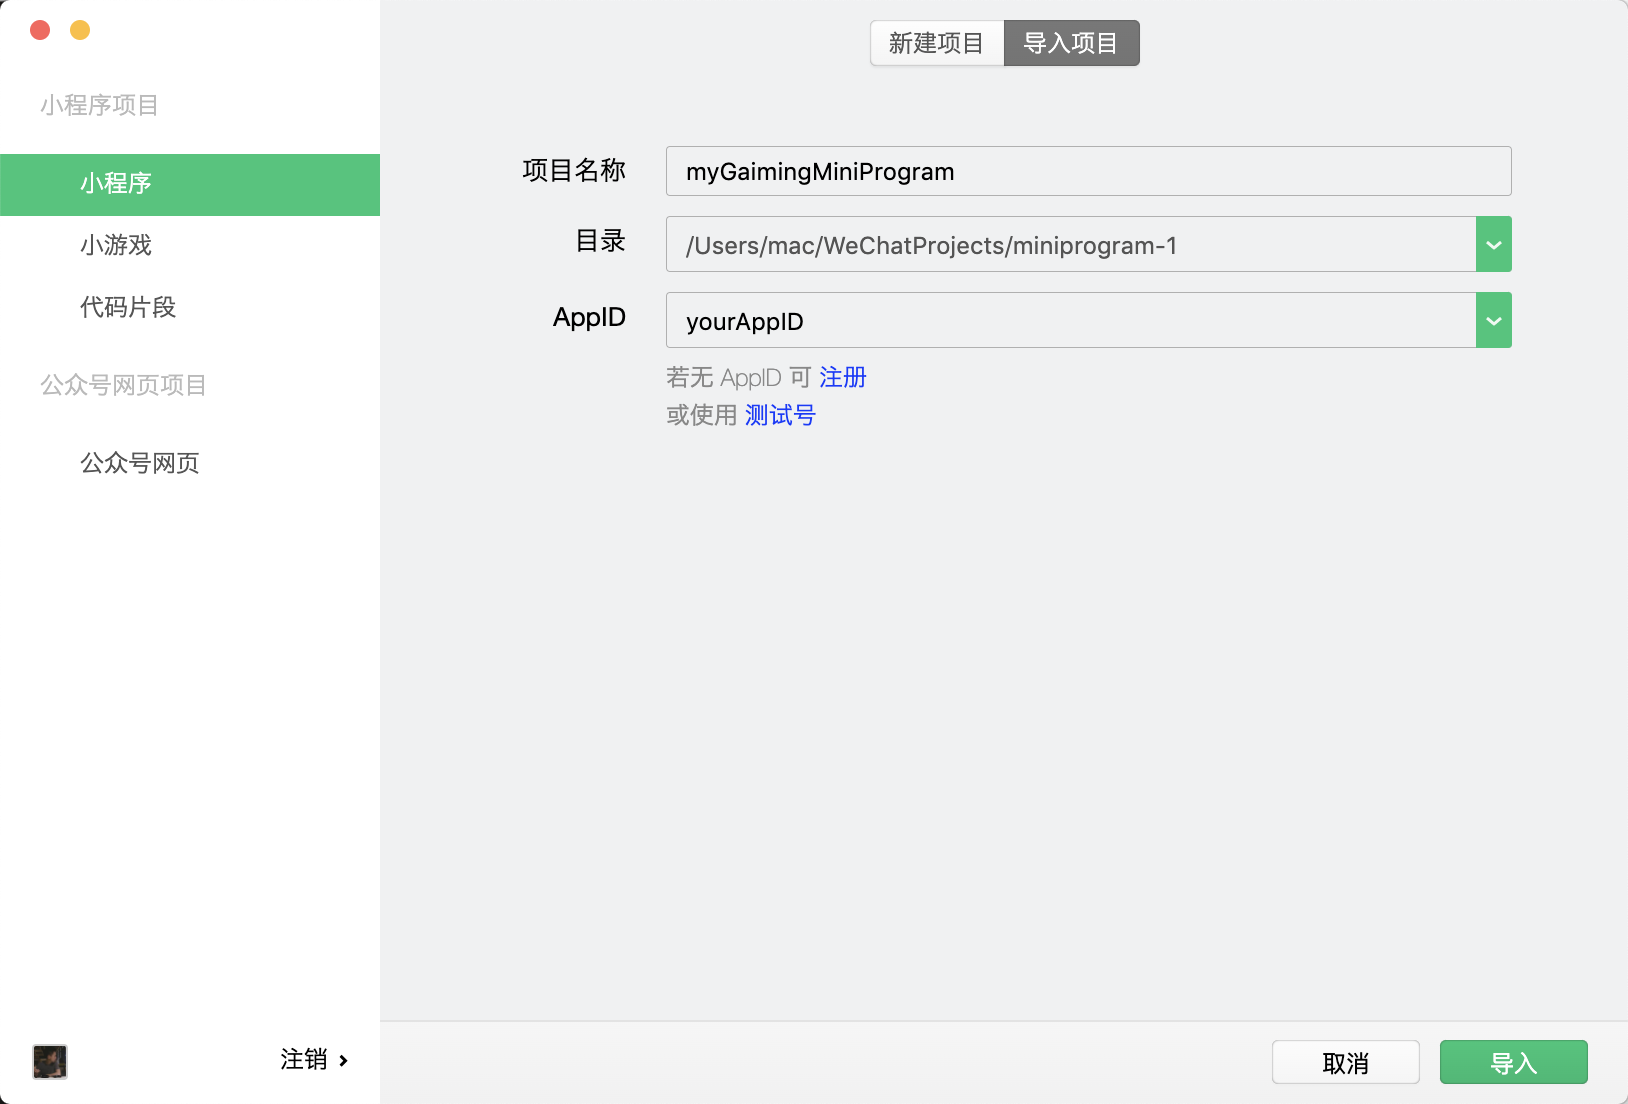 新建项目 导入项目
小程序项目
小程序
小游戏
代码片段
公众号网页项目
公众号网页
项目名称 myGaimingMiniProgram
目录 /Users/mac/WeChatProjects/miniprogram-1
AppID yourAppID
若无 AppID 可 注册
或使用 测试号
注销
取消 导入